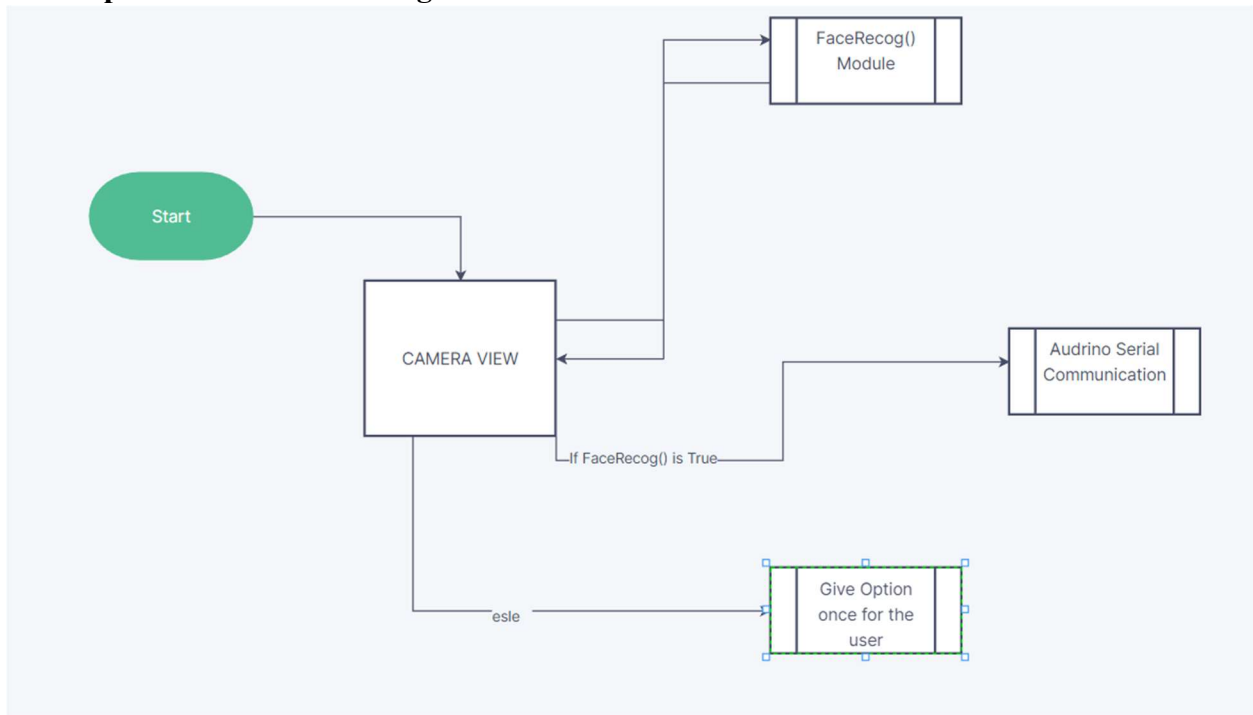 FaceRecog()
Module
Start
CAMERA VIEW
Audrino Serial
Communication
If FaceRecog() is True
Give Option
once for the
user
esle